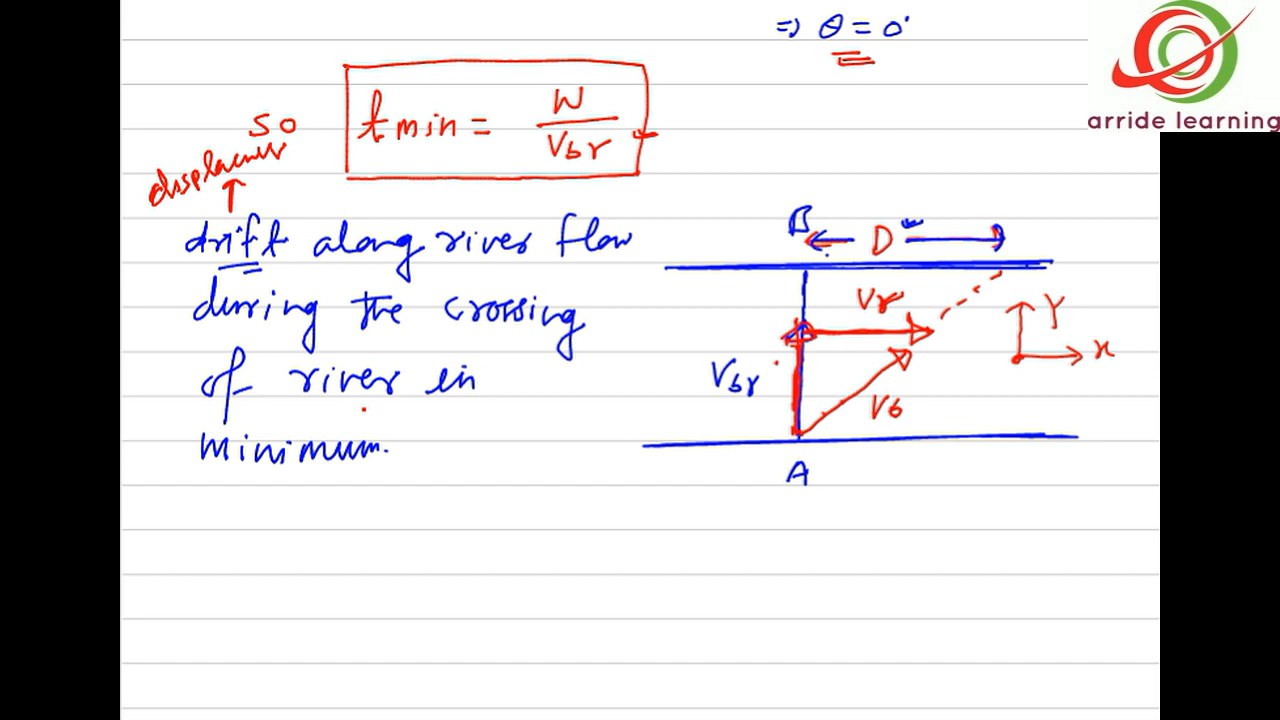 ⇒ θ = 0°
arride learning
so
t min = W / Vbr
displacement
drift along river flow
during the crossing
of river in
minimum.
B
D
Vr
Y
x
Vbr
Vb
A